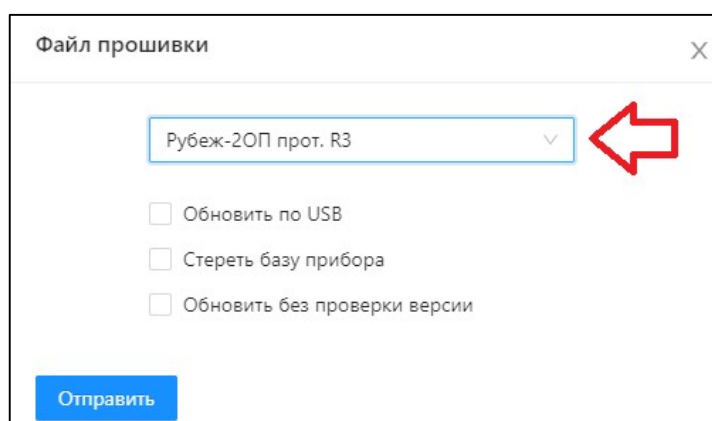 Файл прошивки
Рубеж-2ОП прот. R3
Обновить по USB
Стереть базу прибора
Обновить без проверки версии
Отправить